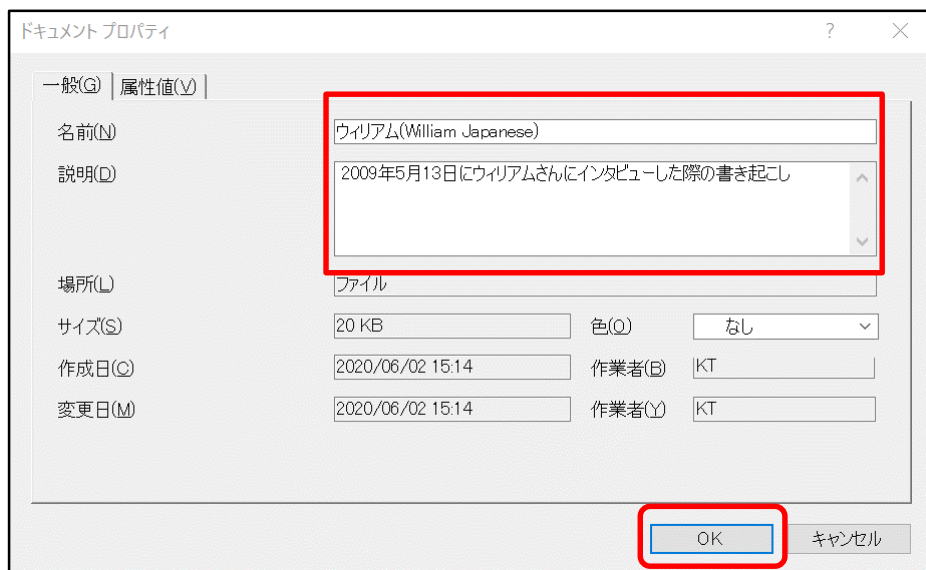 ドキュメント プロパティ ?
一般(G) 属性値(V)
名前(N) ウィリアム(William Japanese)
説明(D) 2009年5月13日にウィリアムさんにインタビューした際の書き起こし
場所(L) ファイル
サイズ(S) 20 KB 色(O) なし
作成日(C) 2020/06/02 15:14 作業者(B) KT
変更日(M) 2020/06/02 15:14 作業者(Y) KT
OK キャンセル